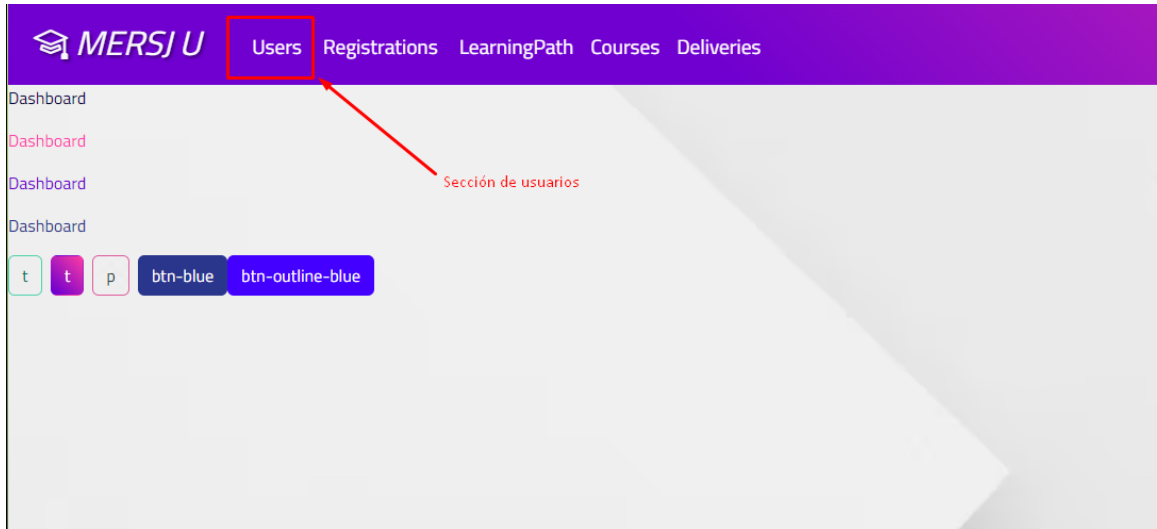 MERSJ U Users Registrations LearningPath Courses Deliveries
Dashboard
Dashboard
Sección de usuarios
Dashboard
Dashboard
t t p btn-blue btn-outline-blue